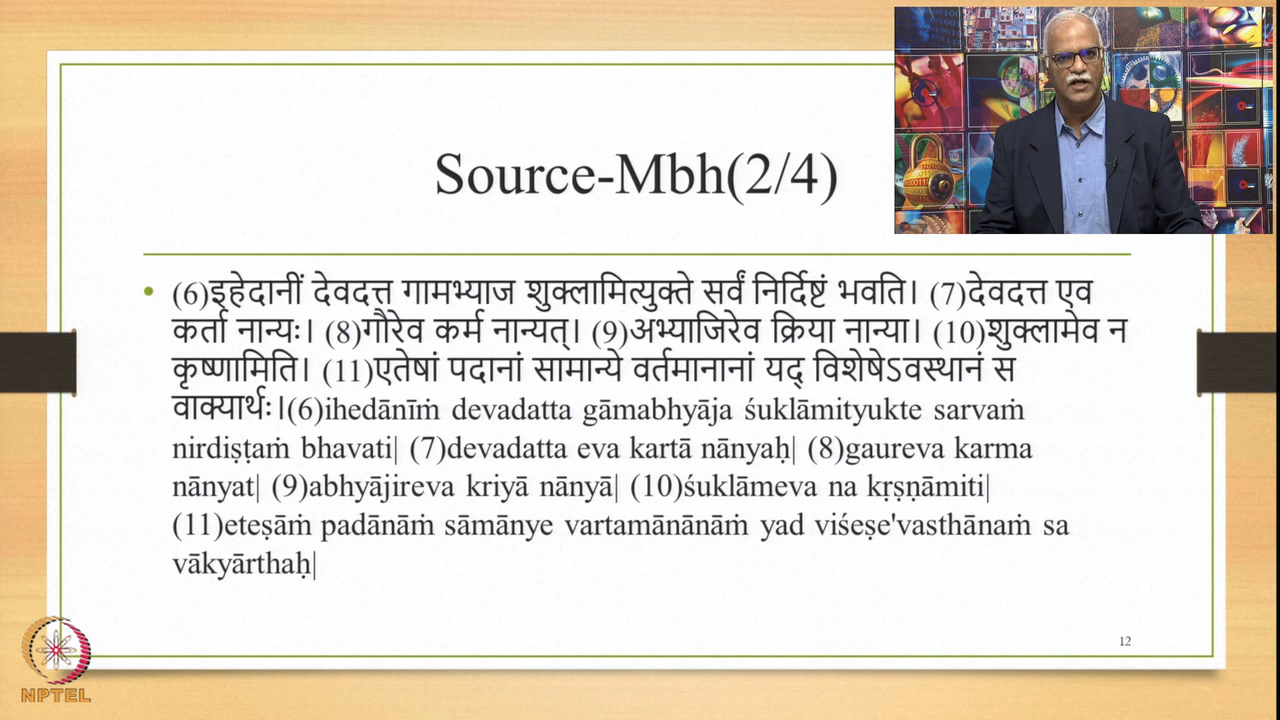 Source-Mbh(2/4)
• (6)इहेदानीं देवदत्त गामभ्याज शुक्लामित्युक्ते सर्वं निर्दिष्टं भवति। (7)देवदत्त एव
कर्ता नान्यः। (8)गौरेव कर्म नान्यत्। (9)अभ्याजिरेव क्रिया नान्या। (10)शुक्लामेव न
कृष्णामिति। (11)एतेषां पदानां सामान्ये वर्तमानानां यद् विशेषेऽवस्थानं स
वाक्यार्थः।(6)ihedānīṁ devadatta gāmabhyāja śuklāmityukte sarvaṁ
nirdiṣṭaṁ bhavati| (7)devadatta eva kartā nānyaḥ| (8)gaureva karma
nānyat| (9)abhyājireva kriyā nānyā| (10)śuklāmeva na kṛṣṇāmiti|
(11)eteṣāṁ padānāṁ sāmānye vartamānānāṁ yad viśeṣe'vasthānaṁ sa
vākyārthaḥ|
12
NPTEL